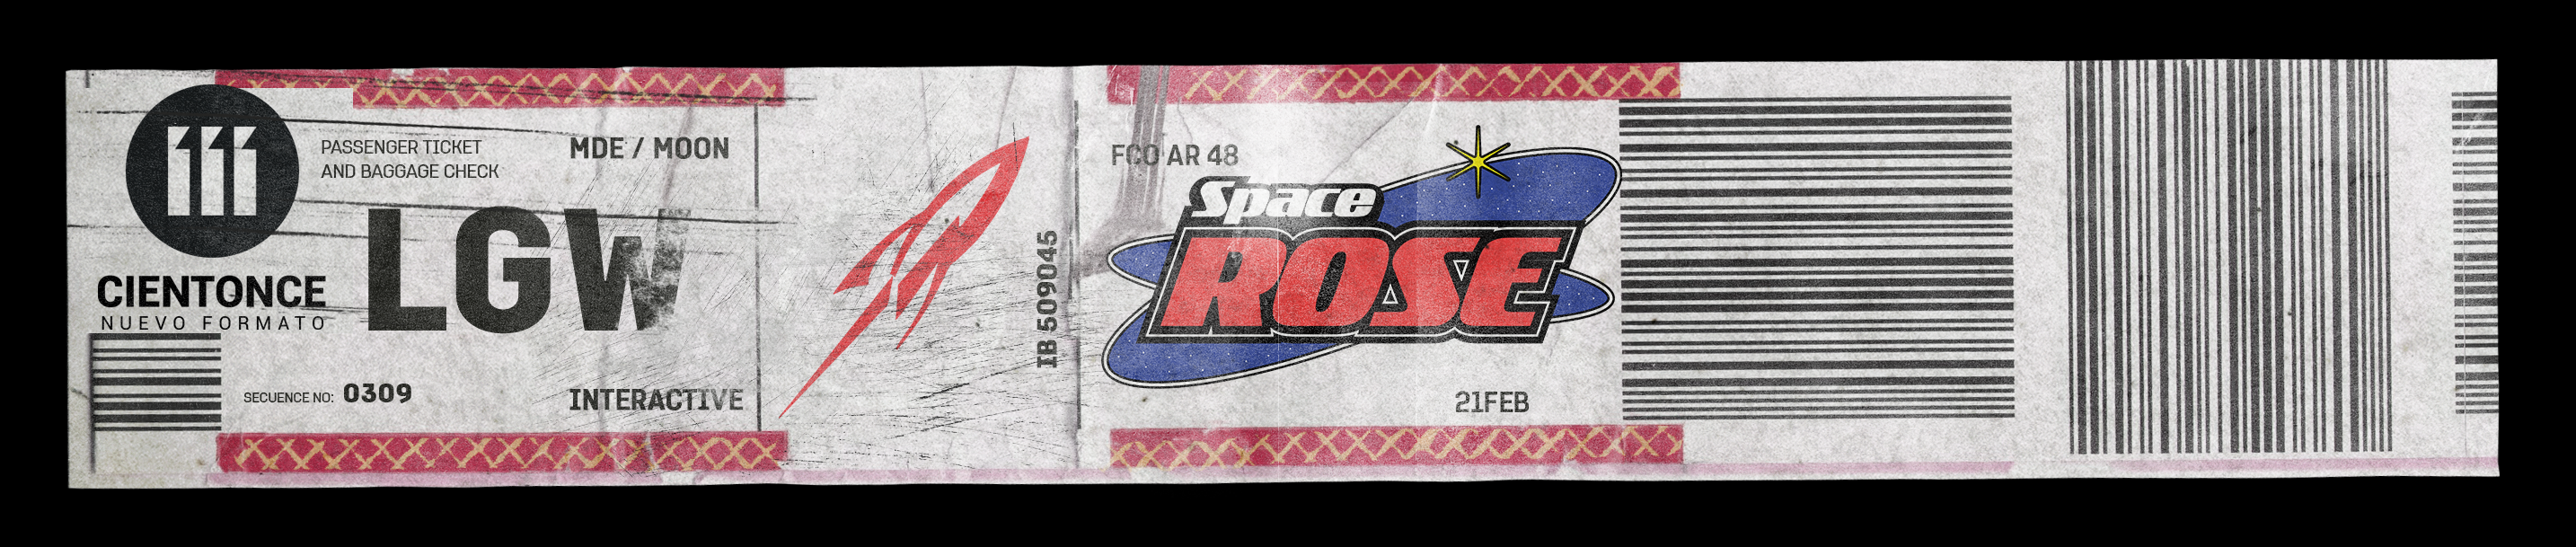 111
PASSENGER TICKET
AND BAGGAGE CHECK
MDE / MOON
LGW
CIENTONCE
NUEVO FORMATO
SECUENCE NO: 0309
INTERACTIVE
IB 509045
FCO AR 48
Space
ROSE
21FEB